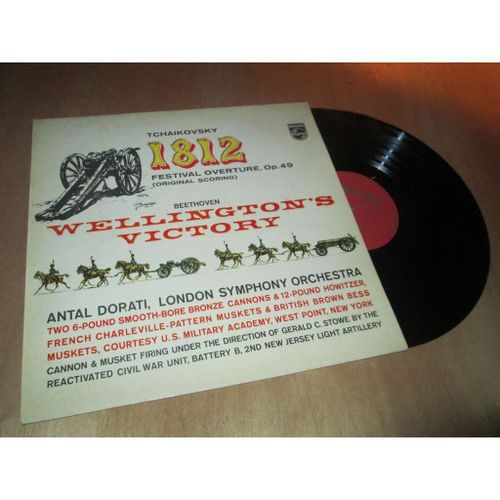 TCHAIKOVSKY
PHILIPS
1812
FESTIVAL OVERTURE, Op. 49
(ORIGINAL SCORING)
BEETHOVEN
WELLINGTON'S
VICTORY
ANTAL DORATI, LONDON SYMPHONY ORCHESTRA
TWO 6-POUND SMOOTH-BORE BRONZE CANNONS & 12-POUND HOWITZER,
FRENCH CHARLEVILLE-PATTERN MUSKETS & BRITISH BROWN BESS
MUSKETS, COURTESY U.S. MILITARY ACADEMY, WEST POINT, NEW YORK
CANNON & MUSKET FIRING UNDER THE DIRECTION OF GERALD C. STOWE BY THE
REACTIVATED CIVIL WAR UNIT, BATTERY B, 2ND NEW JERSEY LIGHT ARTILLERY